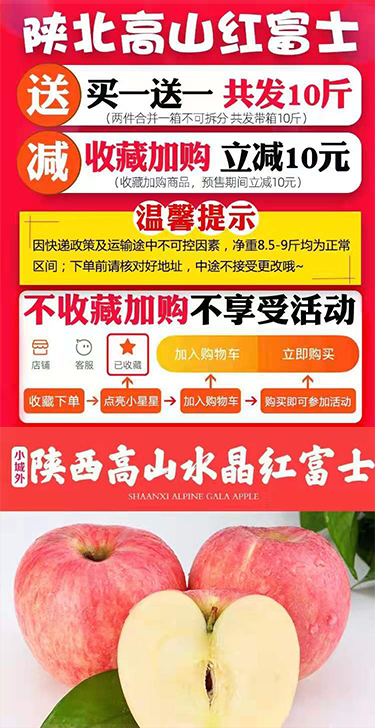 陕北高山红富士
送 买一送一 共发10斤
（两件合并一箱不可拆分 共发带箱10斤）
减 收藏加购 立减10元
（收藏加购商品，预售期间立减10元）
温馨提示
因快递政策及运输途中不可控因素，净重8.5-9斤均为正常
区间；下单前请核对好地址，中途不接受更改哦~
不收藏加购不享受活动
店铺 客服 已收藏 加入购物车 立即购买
收藏下单 点亮小星星 加入购物车 购买即可参加活动
小城外 陕西高山水晶红富士
SHAANXI ALPINE GALA APPLE